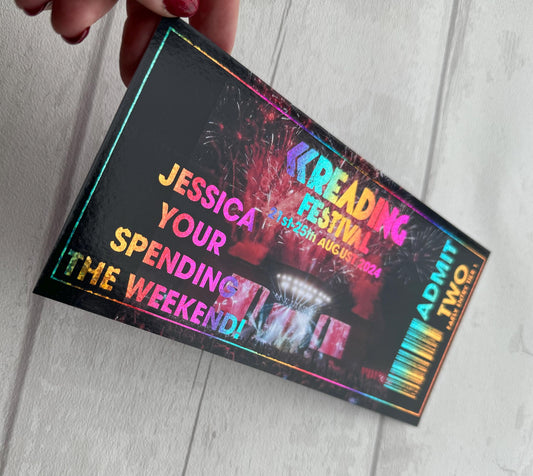 JESSICA
YOUR
SPENDING
THE WEEKEND!
READING
FESTIVAL
21st-25th AUGUST 2024
ADMIT
TWO